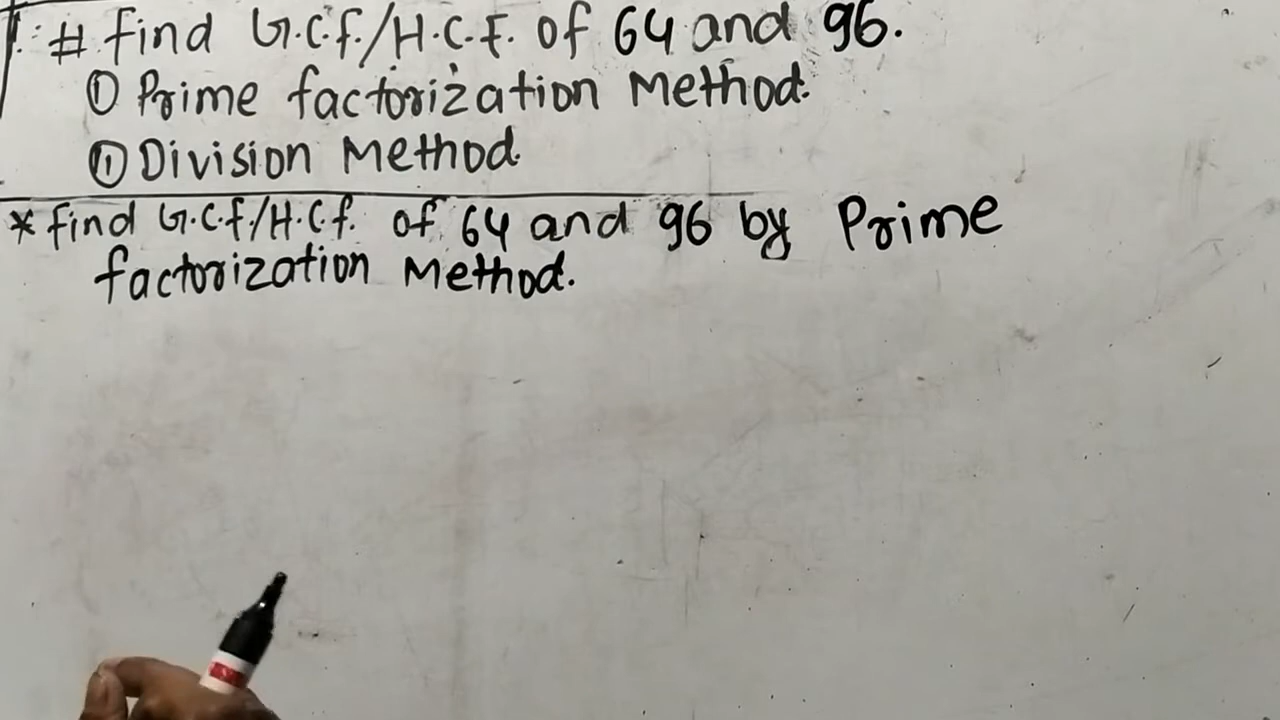 # Find G.C.F./H.C.F. of 64 and 96.
① Prime factorization Method.
① Division Method
* Find G.C.F/H.C.F. of 64 and 96 by Prime
factorization Method.